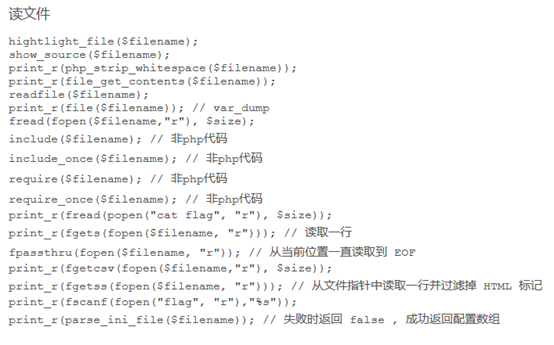 读文件
hightlight_file($filename);
show_source($filename);
print_r(php_strip_whitespace($filename));
print_r(file_get_contents($filename));
readfile($filename);
print_r(file($filename)); // var_dump
fread(fopen($filename,"r"), $size);
include($filename); // 非php代码
include_once($filename); // 非php代码
require($filename); // 非php代码
require_once($filename); // 非php代码
print_r(fread(popen("cat flag", "r"), $size));
print_r(fgets(fopen($filename, "r"))); // 读取一行
fpassthru(fopen($filename, "r")); // 从当前位置一直读取到 EOF
print_r(fgetcsv(fopen($filename,"r"), $size));
print_r(fgetss(fopen($filename, "r"))); // 从文件指针中读取一行并过滤掉 HTML 标记
print_r(fscanf(fopen("flag", "r"),"%s"));
print_r(parse_ini_file($filename)); // 失败时返回 false , 成功返回配置数组